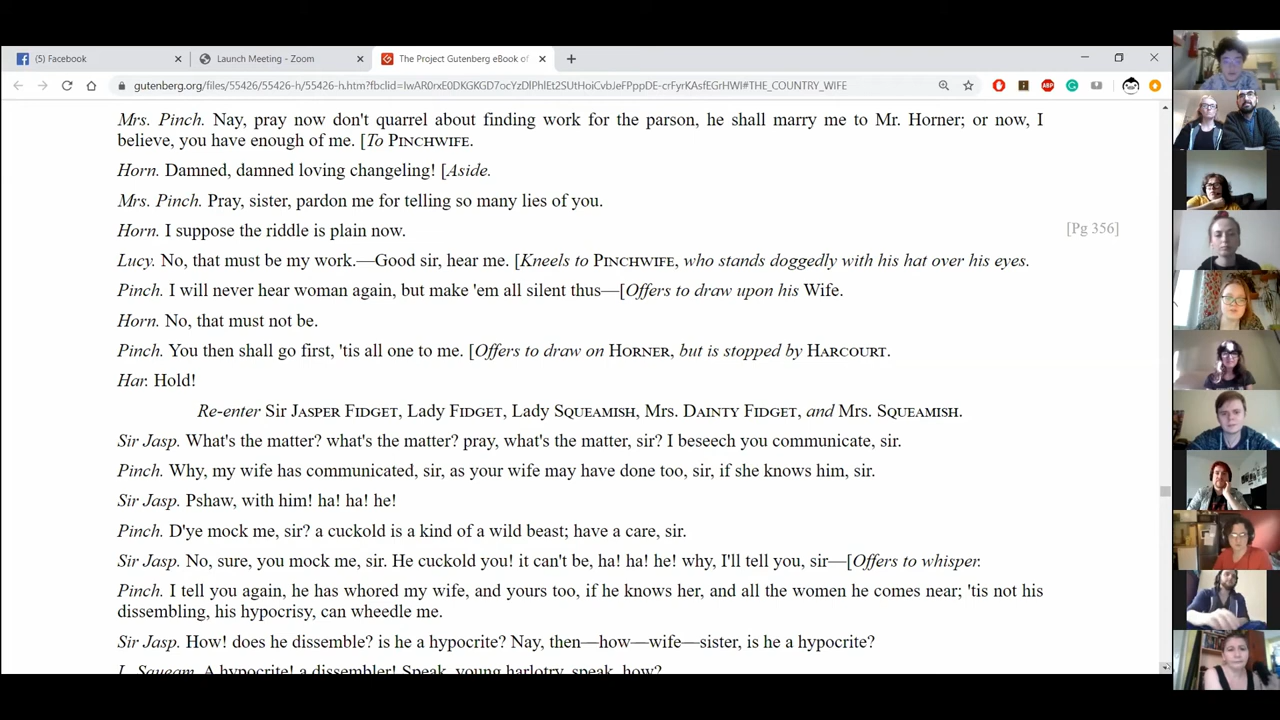 (5) Facebook
Launch Meeting - Zoom
The Project Gutenberg eBook of
gutenberg.org/files/55426/55426-h/55426-h.htm?fbclid=
#THE_COUNTRY_WIFE
Mrs. Pinch. Nay, pray now don't quarrel about finding work for the parson, he shall marry me to Mr. Horner; or now, I
believe, you have enough of me. [To PINCHWIFE.
Horn. Damned, damned loving changeling! [Aside.
Mrs. Pinch. Pray, sister, pardon me for telling so many lies of you.
Horn. I suppose the riddle is plain now.
[Pg 356]
Lucy. No, that must be my work.—Good sir, hear me. [Kneels to PINCHWIFE, who stands doggedly with his hat over his eyes.
Pinch. I will never hear woman again, but make 'em all silent thus—[Offers to draw upon his Wife.
Horn. No, that must not be.
Pinch. You then shall go first, 'tis all one to me. [Offers to draw on HORNER, but is stopped by HARCOURT.
Har. Hold!
Re-enter Sir JASPER FIDGET, Lady FIDGET, Lady SQUEAMISH, Mrs. DAINTY FIDGET, and Mrs. SQUEAMISH.
Sir Jasp. What's the matter? what's the matter? pray, what's the matter, sir? I beseech you communicate, sir.
Pinch. Why, my wife has communicated, sir, as your wife may have done too, sir, if she knows him, sir.
Sir Jasp. Pshaw, with him! ha! ha! he!
Pinch. D'ye mock me, sir? a cuckold is a kind of a wild beast; have a care, sir.
Sir Jasp. No, sure, you mock me, sir. He cuckold you! it can't be, ha! ha! he! why, I'll tell you, sir—[Offers to whisper.
Pinch. I tell you again, he has whored my wife, and yours too, if he knows her, and all the women he comes near; 'tis not his
dissembling, his hypocrisy, can wheedle me.
Sir Jasp. How! does he dissemble? is he a hypocrite? Nay, then—how—wife—sister, is he a hypocrite?
L. Squeam. A hypocrite! a dissembler! Speak, young harlotry, speak, how?